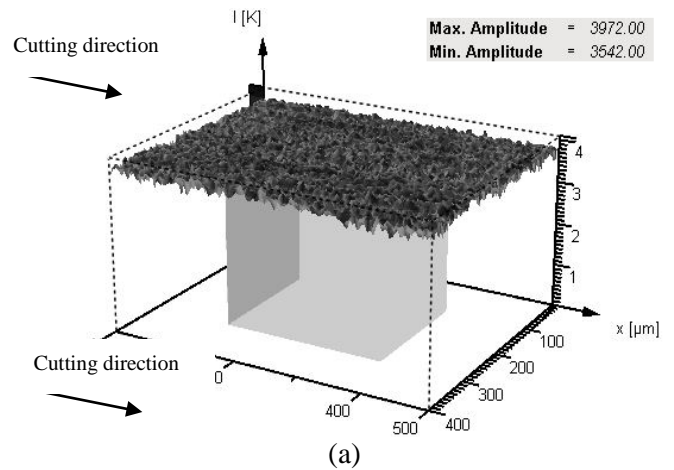 I [K]
Max. Amplitude = 3972.00
Min. Amplitude = 3542.00
Cutting direction
4
3
2
1
x [µm]
100
200
300
400
Cutting direction
0
400
500
(a)